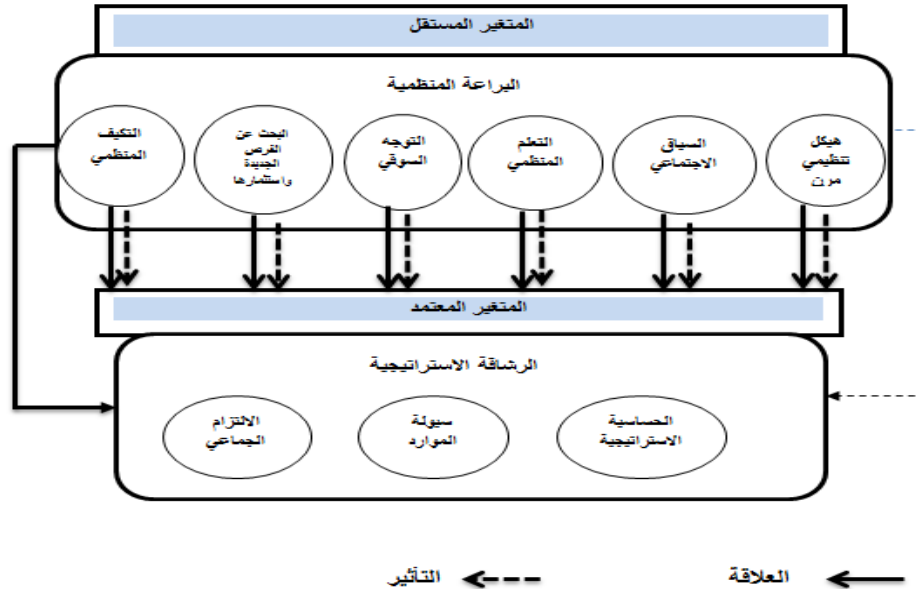 المتغير المستقل
البراعة المنظمية
هيكل
تنظيمي
مرن
السياق
الاجتماعي
التعلم
المنظمي
التوجه
السوقي
البحث عن
الفرص
الجديدة
واستثمارها
التكيف
المنظمي
المتغير المعتمد
الرشاقة الاستراتيجية
الحساسية
الاستراتيجية
سيولة
الموارد
الالتزام
الجماعي
العلاقة
التأثير